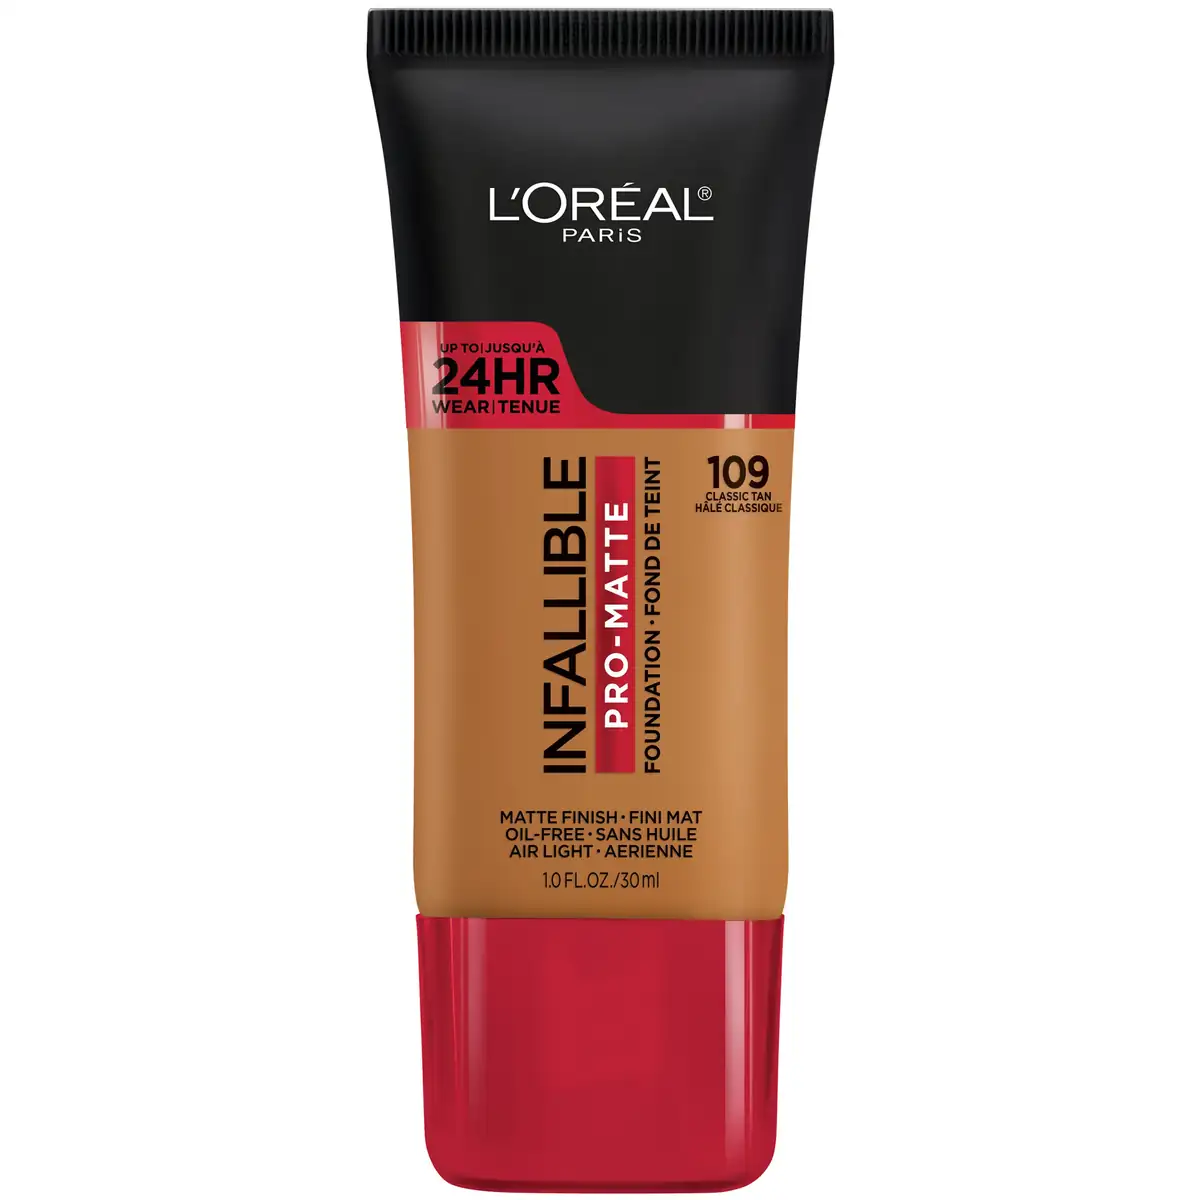 L'ORÉAL®
PARiS
UP TO|JUSQU'À
24HR
WEAR|TENUE
109
CLASSIC TAN
HÂLÉ CLASSIQUE
INFALLIBLE
PRO-MATTE
FOUNDATION • FOND DE TEINT
MATTE FINISH • FINI MAT
OIL-FREE • SANS HUILE
AIR LIGHT • AERIENNE
1.0 FL.OZ./30ml